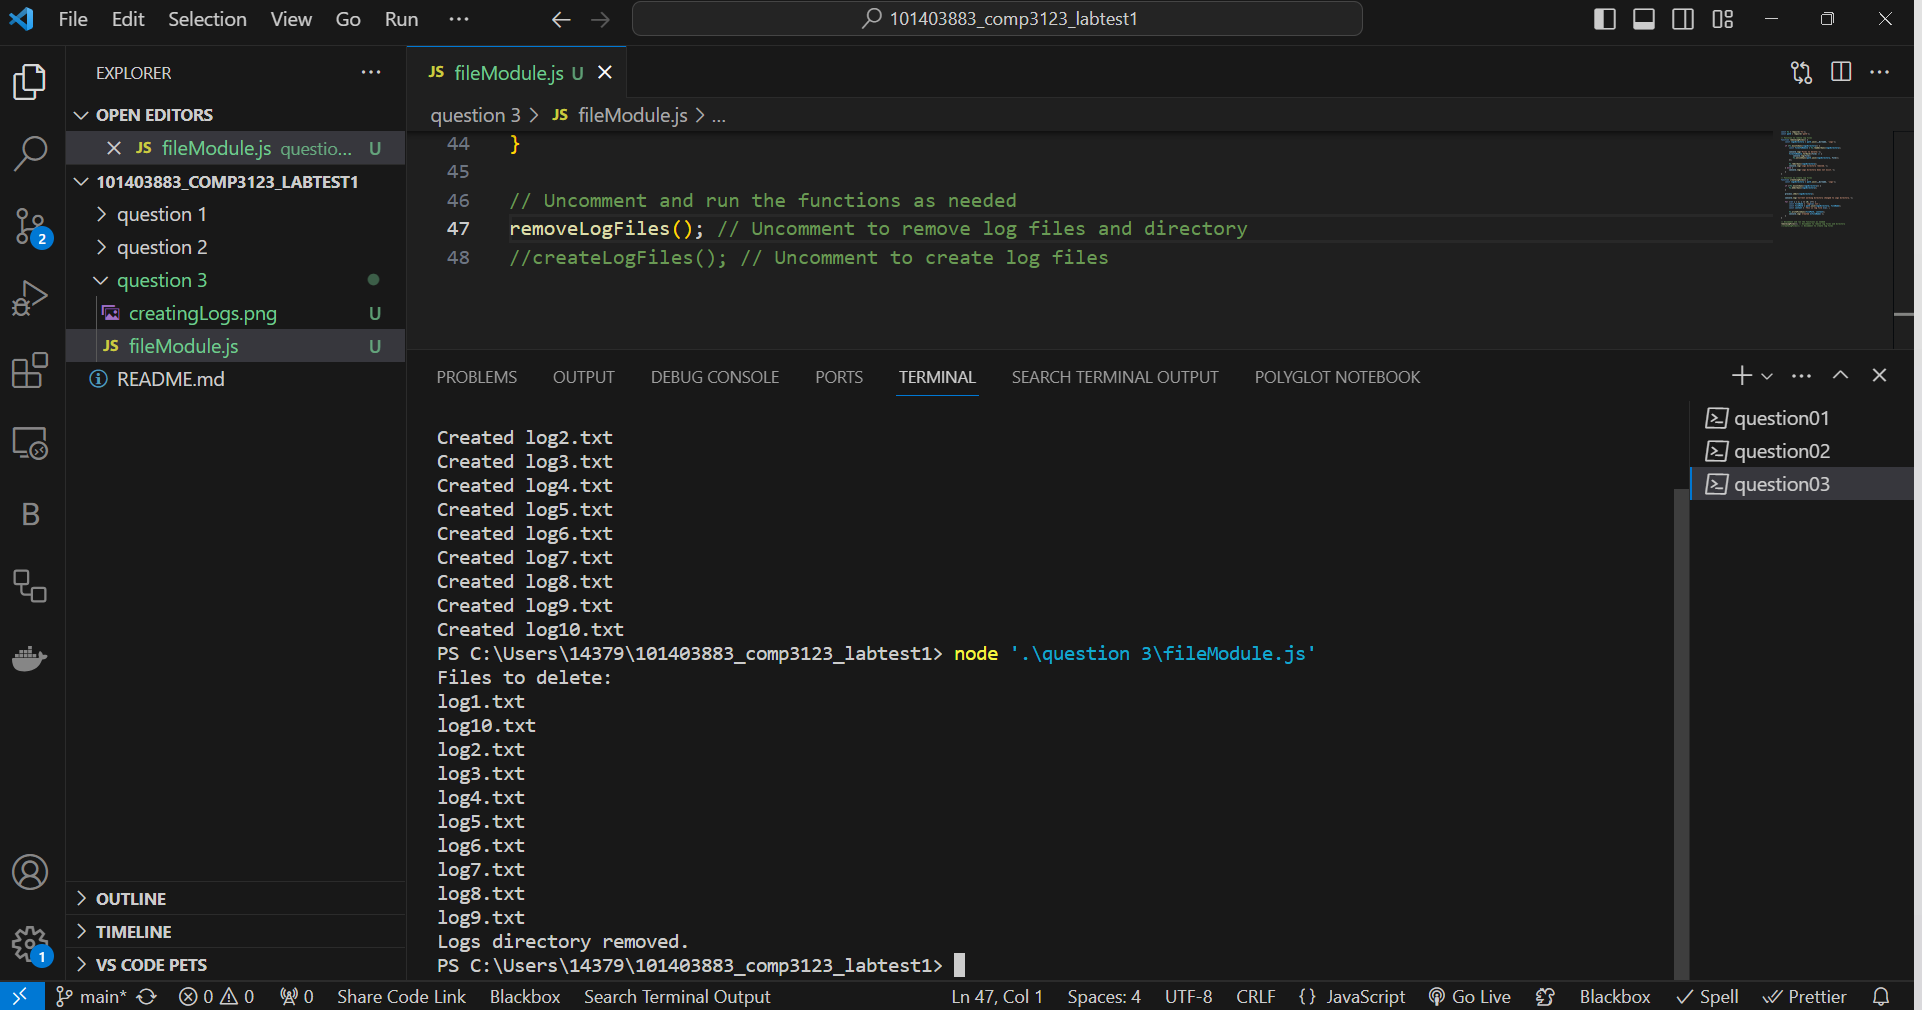 File Edit Selection View Go Run ···
101403883_comp3123_labtest1
EXPLORER
OPEN EDITORS
JS fileModule.js questio... U
101403883_COMP3123_LABTEST1
question 1
question 2
question 3
creatingLogs.png U
JS fileModule.js U
README.md
OUTLINE
TIMELINE
VS CODE PETS
B
2
1
JS fileModule.js U
question 3 > JS fileModule.js > ...
44 }
45
46 // Uncomment and run the functions as needed
47 removeLogFiles(); // Uncomment to remove log files and directory
48 //createLogFiles(); // Uncomment to create log files
PROBLEMS OUTPUT DEBUG CONSOLE PORTS TERMINAL SEARCH TERMINAL OUTPUT POLYGLOT NOTEBOOK
Created log2.txt
Created log3.txt
Created log4.txt
Created log5.txt
Created log6.txt
Created log7.txt
Created log8.txt
Created log9.txt
Created log10.txt
PS C:\Users\14379\101403883_comp3123_labtest1> node '.\question 3\fileModule.js'
Files to delete:
log1.txt
log10.txt
log2.txt
log3.txt
log4.txt
log5.txt
log6.txt
log7.txt
log8.txt
log9.txt
Logs directory removed.
PS C:\Users\14379\101403883_comp3123_labtest1>
question01
question02
question03
main* 0 0 0 Share Code Link Blackbox Search Terminal Output Ln 47, Col 1 Spaces: 4 UTF-8 CRLF {} JavaScript Go Live Blackbox Spell Prettier